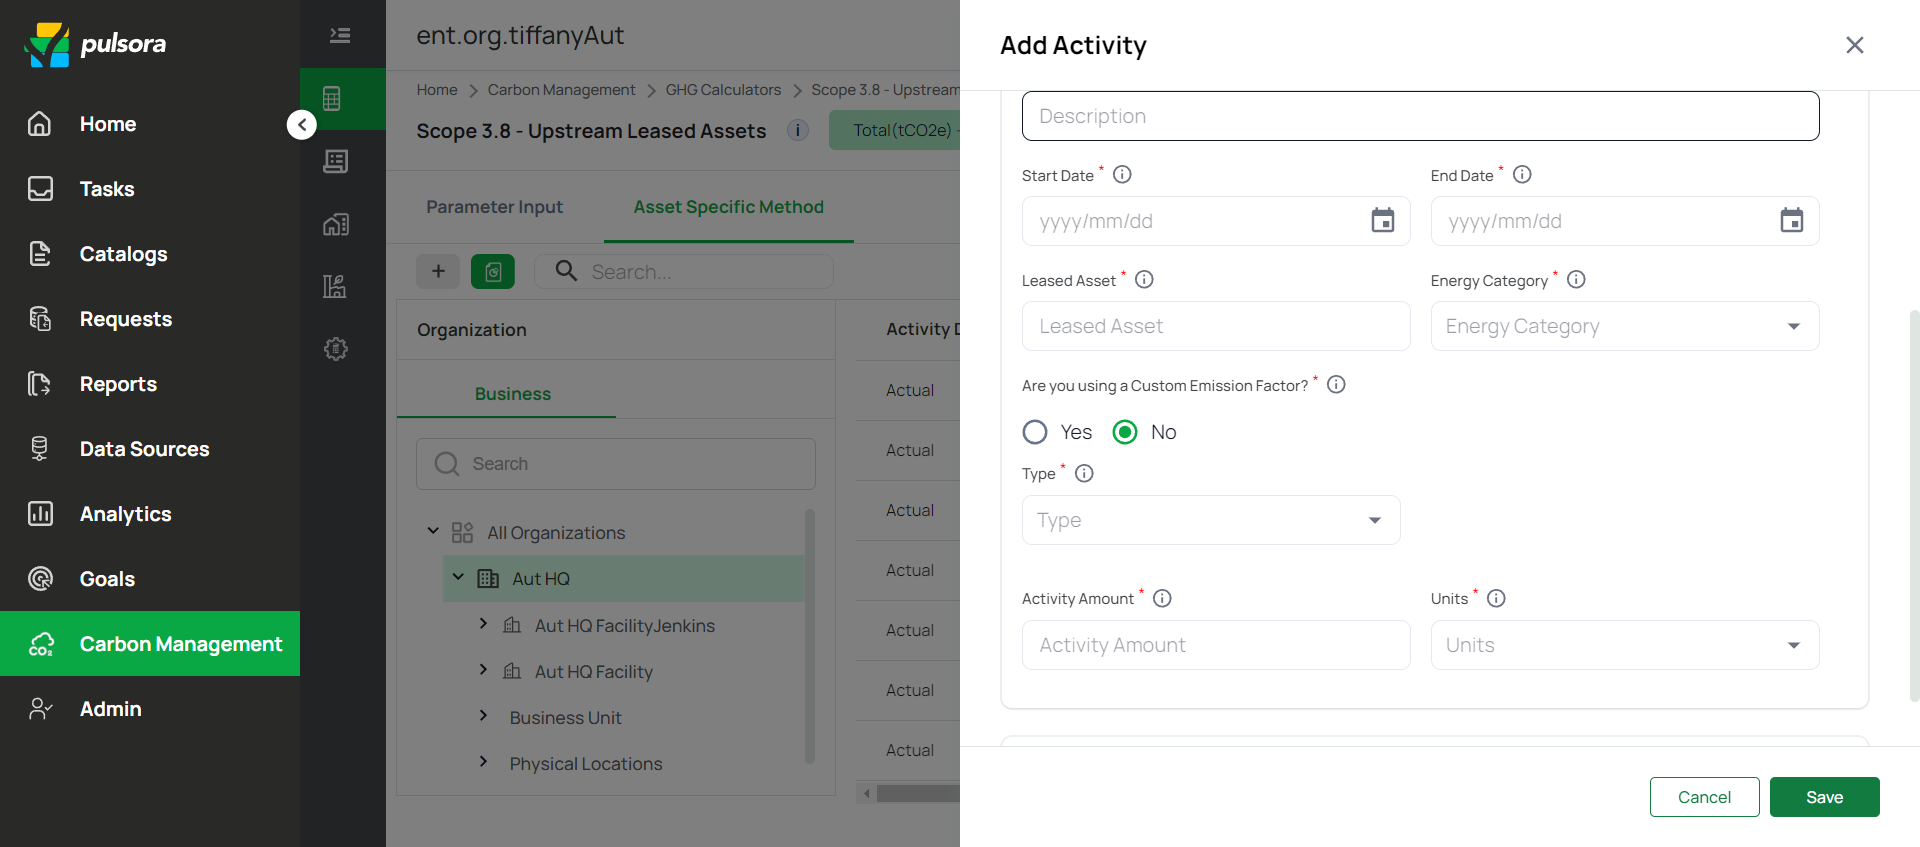 pulsora
Home
Tasks
Catalogs
Requests
Reports
Data Sources
Analytics
Goals
CO₂
Carbon Management
Admin
ent.org.tiffanyAut
Home > Carbon Management > GHG Calculators > Scope 3.8 - Upstream
Scope 3.8 - Upstream Leased Assets
Total(tCO2e) -
Parameter Input
Asset Specific Method
+
Search...
Organization
Business
Search
All Organizations
Aut HQ
Aut HQ FacilityJenkins
Aut HQ Facility
Business Unit
Physical Locations
Activity D
Actual
Actual
Actual
Actual
Actual
Actual
Actual
Add Activity
Description
Start Date *
End Date *
yyyy/mm/dd
yyyy/mm/dd
Leased Asset *
Energy Category *
Leased Asset
Energy Category
Are you using a Custom Emission Factor? *
Yes
No
Type *
Type
Activity Amount *
Units *
Activity Amount
Units
Cancel
Save